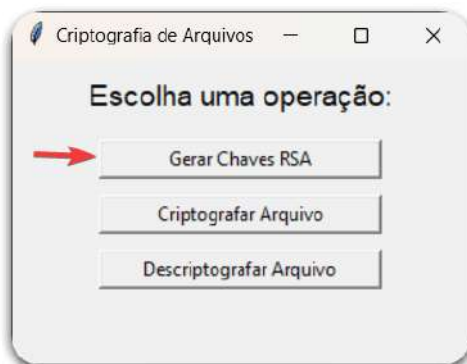 Criptografia de Arquivos
Escolha uma operação:
Gerar Chaves RSA
Criptografar Arquivo
Descriptografar Arquivo